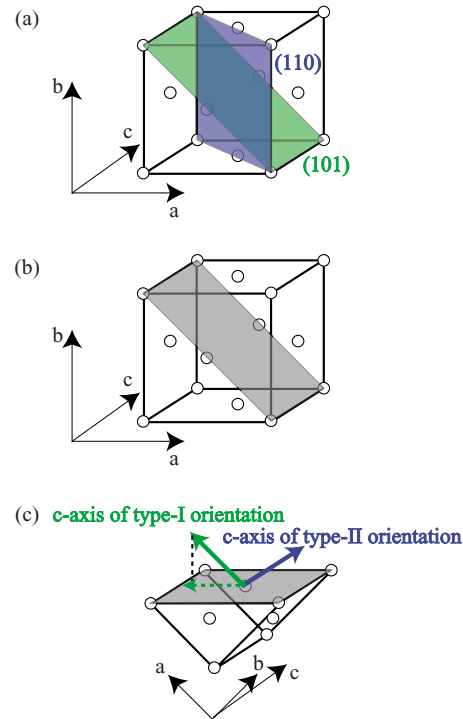 (a)
(110)
b
c
(101)
a
(b)
b
c
a
(c)
c-axis of type-I orientation
c-axis of type-II orientation
a
b
c